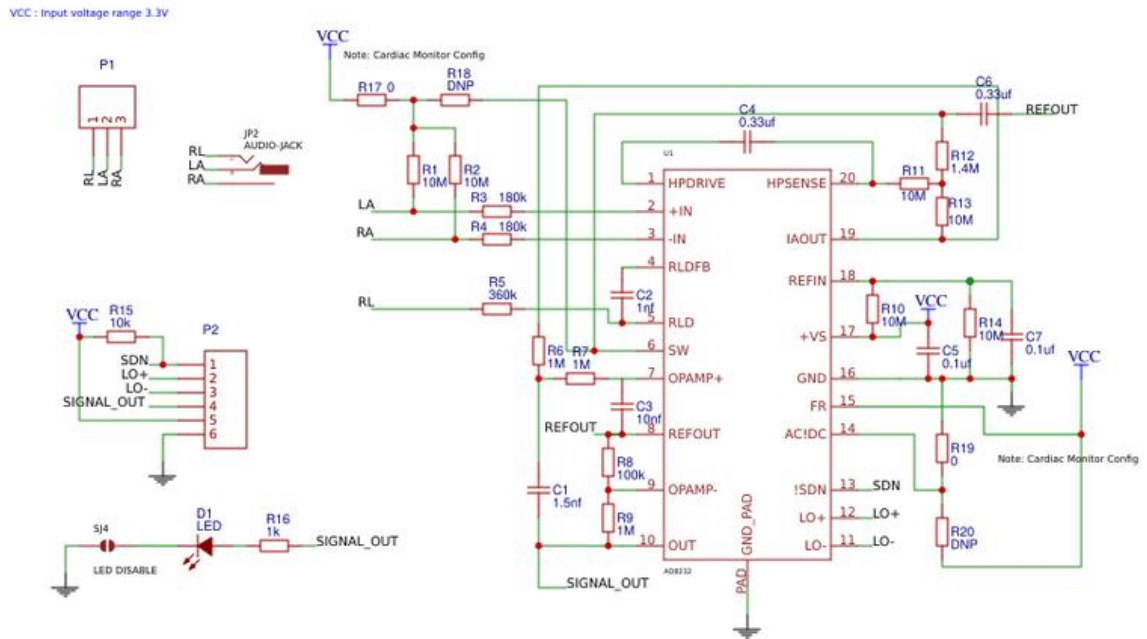 VCC : Input voltage range 3.3V
P1
1 2 3
RL LA RA
JP2
AUDIO-JACK
RL
LA
RA
VCC
Note: Cardiac Monitor Config
R17 0
R18
DNP
R1
10M
R2
10M
LA
R3 180k
RA
R4 180k
RL
R5
360k
C4
0.33uf
C6
0.33uf
REFOUT
R12
1.4M
R11
10M
R13
10M
U1
1 HPDRIVE
2 +IN
3 -IN
4 RLDFB
5 RLD
6 SW
7 OPAMP+
8 REFOUT
9 OPAMP-
10 OUT
HPSENSE 20
IAOUT 19
REFIN 18
+VS 17
GND 16
FR 15
AC!DC 14
!SDN 13 SDN
LO+ 12 LO+
LO- 11 LO-
GND_PAD
PAD
AD8232
C2
1nf
R6
1M
R7
1M
C3
10nf
REFOUT
R8
100k
R9
1M
C1
1.5nf
SIGNAL_OUT
R10
10M
VCC
C5
0.1uf
R14
10M
C7
0.1uf
VCC
R19
0
Note: Cardiac Monitor Config
R20
DNP
VCC
R15
10k
P2
SDN 1
LO+ 2
LO- 3
SIGNAL_OUT 4
5
6
SJ4
LED DISABLE
D1
LED
R16
1k
SIGNAL_OUT